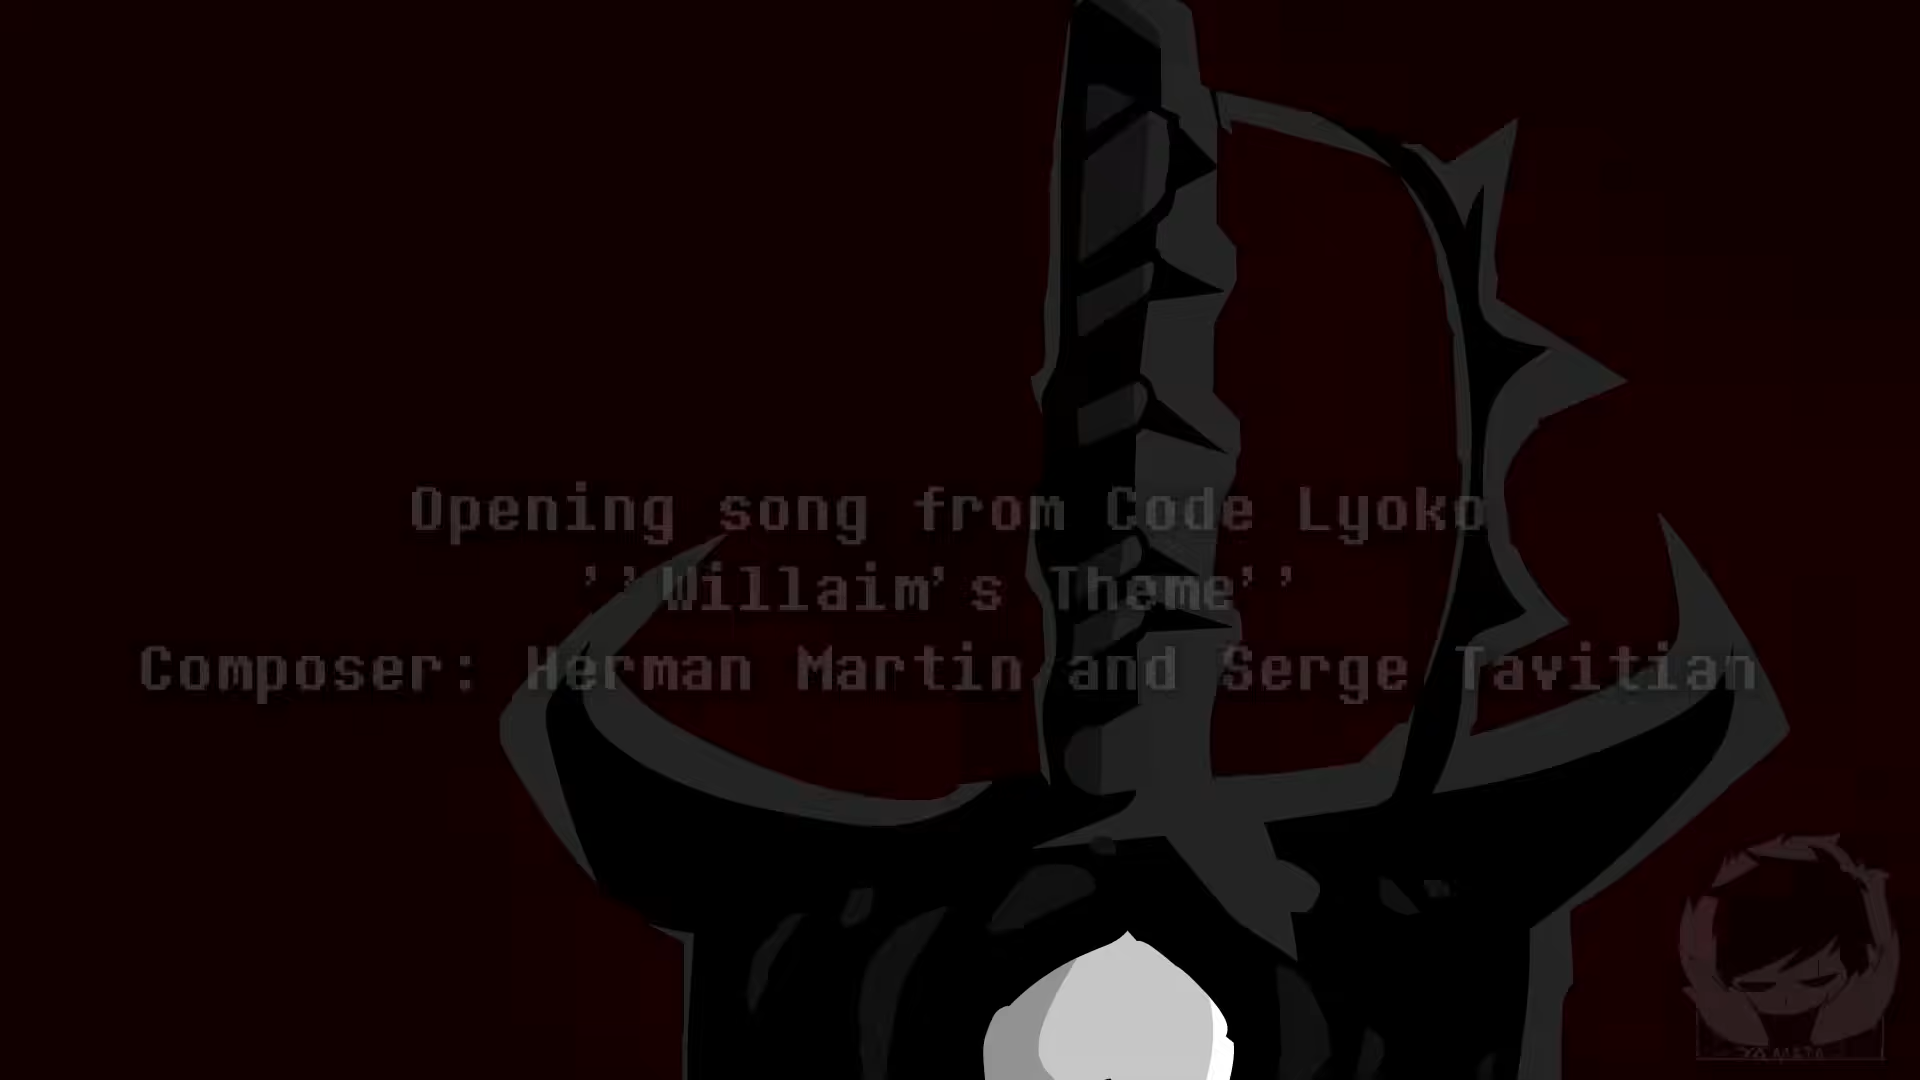 Opening song from Code Lyoko
''Willaim's Theme''
Composer: Herman Martin and Serge Tavitian